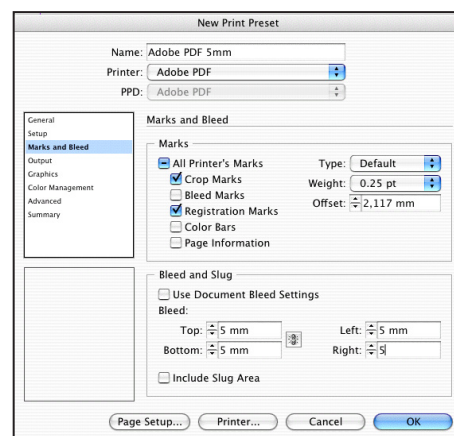 New Print Preset
Name: Adobe PDF 5mm
Printer: Adobe PDF
PPD: Adobe PDF
General
Setup
Marks and Bleed
Output
Graphics
Color Management
Advanced
Summary
Marks and Bleed
Marks
All Printer's Marks
Crop Marks
Bleed Marks
Registration Marks
Color Bars
Page Information
Type: Default
Weight: 0.25 pt
Offset: 2,117 mm
Bleed and Slug
Use Document Bleed Settings
Bleed:
Top: 5 mm
Left: 5 mm
Bottom: 5 mm
Right: 5
Include Slug Area
Page Setup...
Printer...
Cancel
OK